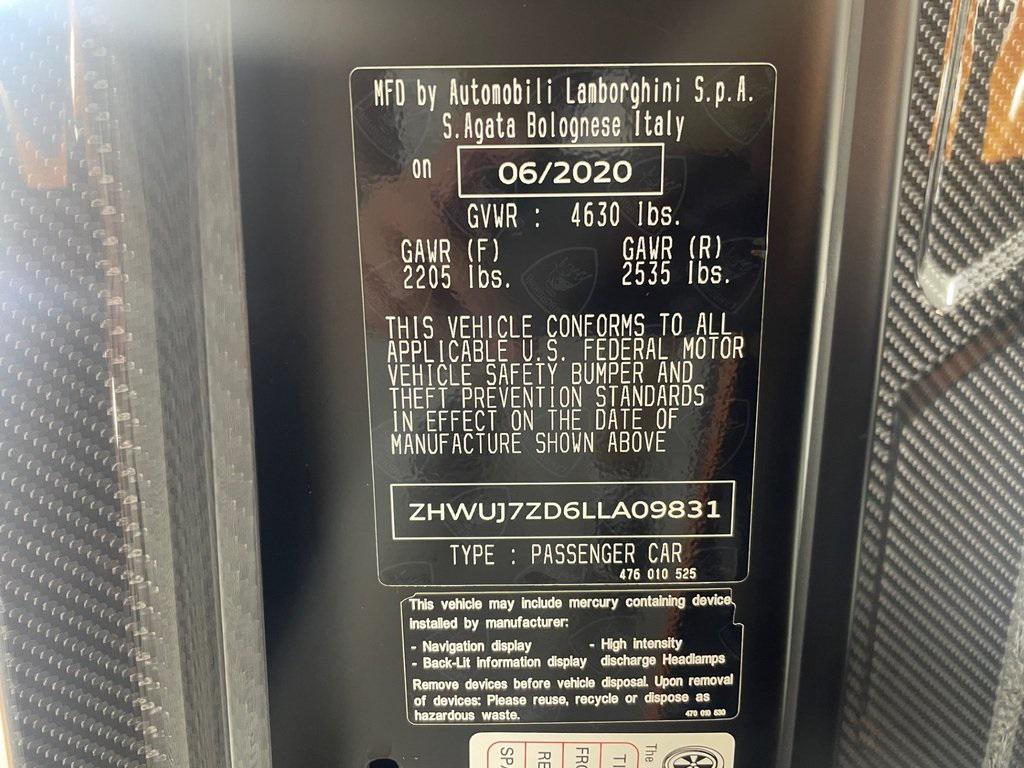 MFD by Automobili Lamborghini S.p.A.
S.Agata Bolognese Italy
on 06/2020
GVWR : 4630 lbs.
GAWR (F) GAWR (R)
2205 lbs. 2535 lbs.
THIS VEHICLE CONFORMS TO ALL
APPLICABLE U.S. FEDERAL MOTOR
VEHICLE SAFETY BUMPER AND
THEFT PREVENTION STANDARDS
IN EFFECT ON THE DATE OF
MANUFACTURE SHOWN ABOVE
ZHWUJ7ZD6LLA09831
TYPE : PASSENGER CAR
476 010 525
This vehicle may include mercury containing device
installed by manufacturer:
- Navigation display - High intensity
- Back-Lit information display discharge Headlamps
Remove devices before vehicle disposal. Upon removal
of devices: Please reuse, recycle or dispose as
hazardous waste. 470 010 530
The